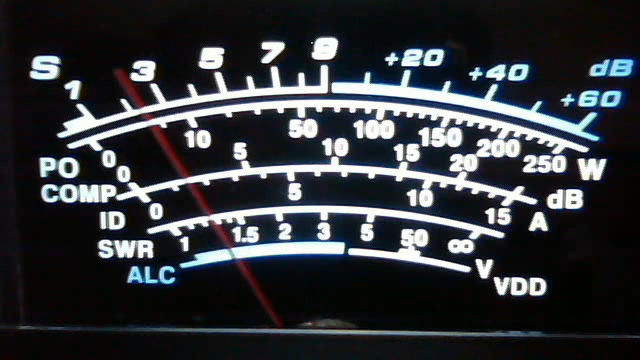 S 1 3 5 7 9 +20 +40 +60 dB
PO 0 10 50 100 150 200 250 W
COMP 0 5 10 15 20 dB
ID 0 5 10 15 A
SWR 1 1.5 2 3 5 50 ∞
ALC V VDD